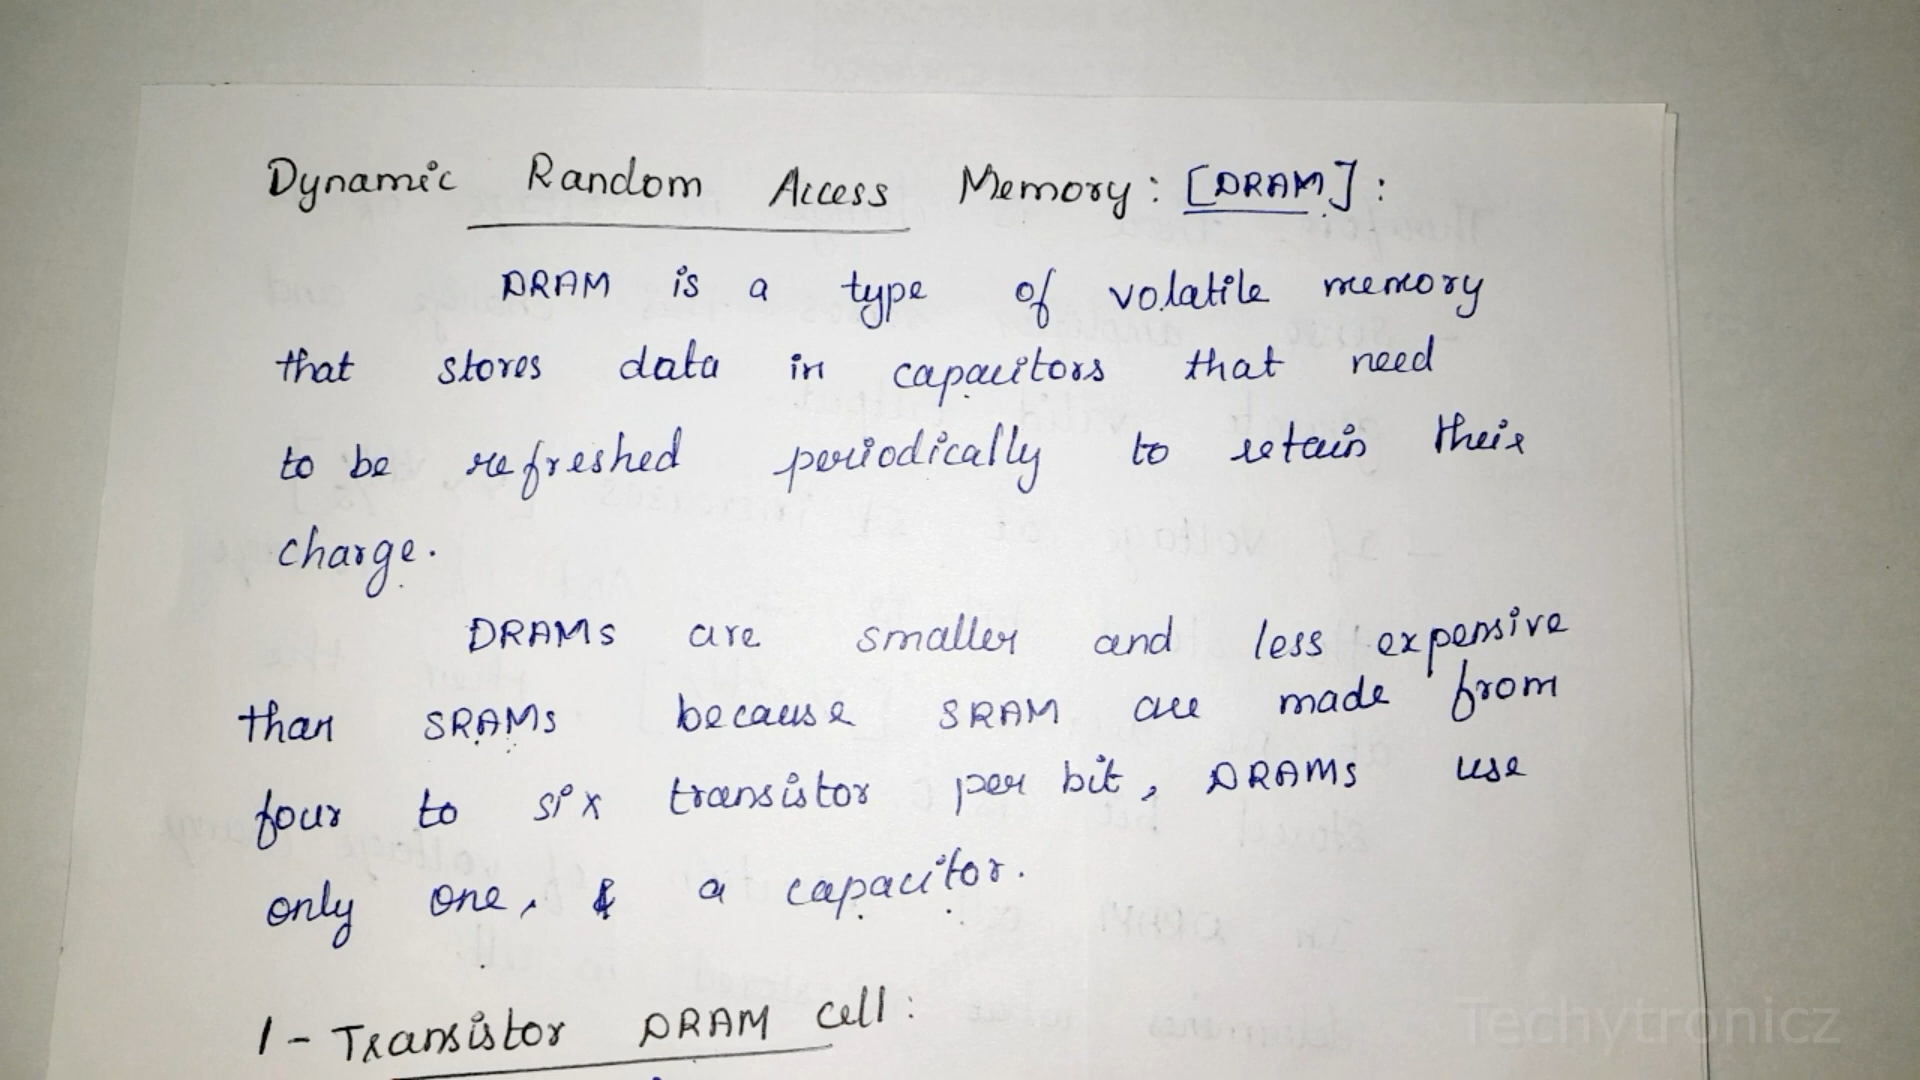 Dynamic Random Access Memory: [DRAM]:
DRAM is a type of volatile memory
that stores data in capacitors that need
to be refreshed periodically to retain their
charge.
DRAMs are smaller and less expensive
than SRAMs because SRAM are made from
four to six transistor per bit, DRAMs use
only one, & a capacitor.
1-Transistor DRAM cell:
Techytronicz